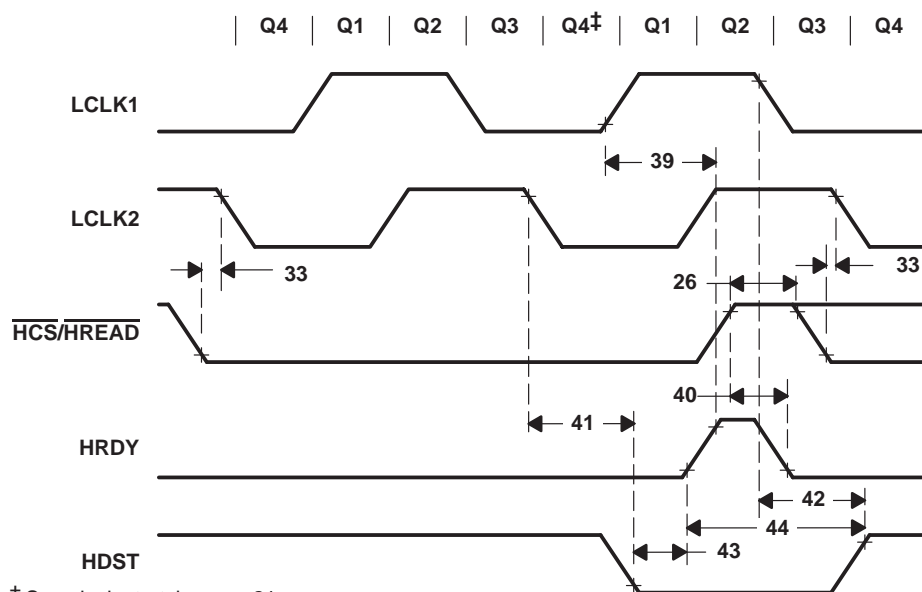 Q4 Q1 Q2 Q3 Q4‡ Q1 Q2 Q3 Q4
LCLK1
39
LCLK2
33
26
33
HCS/HREAD
40
41
HRDY
42
44
43
HDST
‡